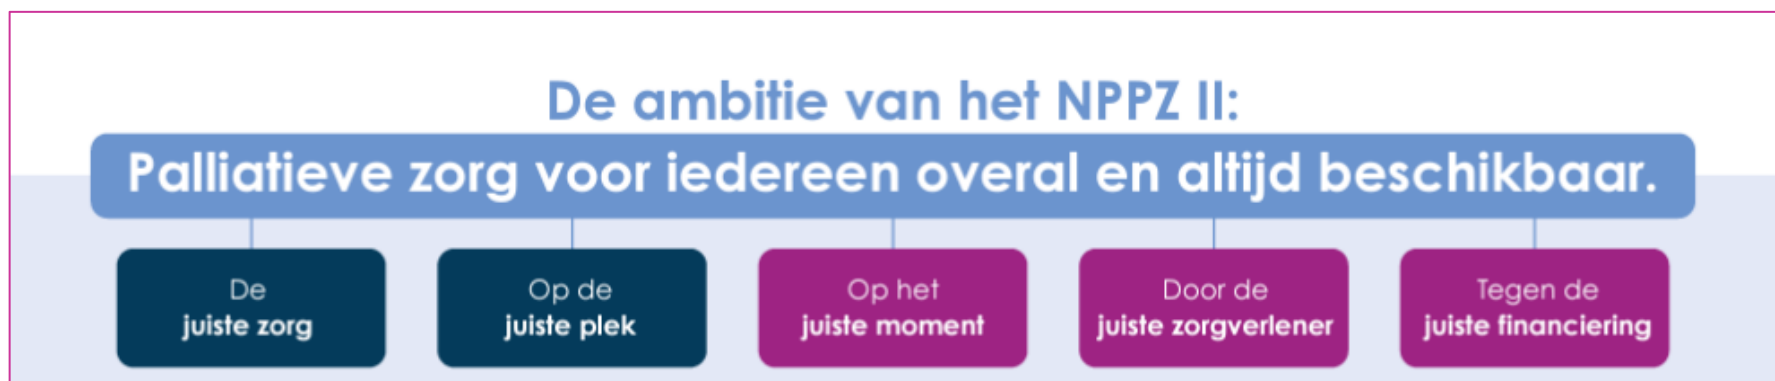 De ambitie van het NPPZ II:
Palliatieve zorg voor iedereen overal en altijd beschikbaar.
De
juiste zorg
Op de
juiste plek
Op het
juiste moment
Door de
juiste zorgverlener
Tegen de
juiste financiering